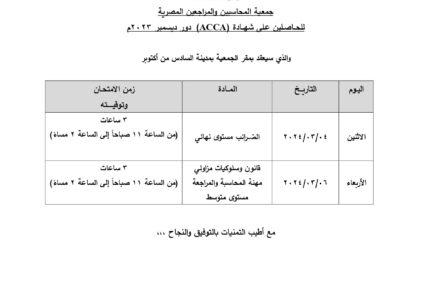 جمعية المحاسبين والمراجعين المصرية
للحاصلين على شهادة (ACCA) دور ديسمبر ٢٠٢٣م
والذي سيعقد بمقر الجمعية بمدينة السادس من أكتوبر
اليوم التاريخ المادة زمن الامتحان
وتوقيته
الاثنين ٢٠٢٤/٠٣/٠٤ الضرائب مستوى نهائي ٣ ساعات
(من الساعة ١١ صباحاً إلى الساعة ٢ مساءً)
الأربعاء ٢٠٢٤/٠٣/٠٦ قانون وسلوكيات مزاولي ٣ ساعات
مهنة المحاسبة والمراجعة (من الساعة ١١ صباحاً إلى الساعة ٢ مساءً)
مستوى متوسط
مع أطيب التمنيات بالتوفيق والنجاح ,,,